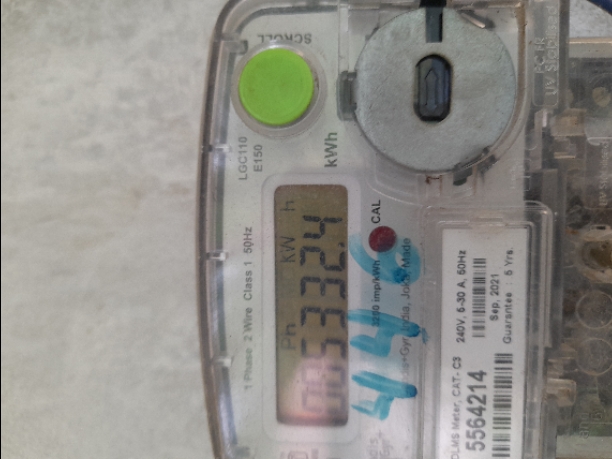 SCROLL
LGC110
E150
kWh
1 Phase 2 Wire Class 1 50Hz
Ph kW h
005332.4
CAL
3200 imp/kWh
DLMS Meter, CAT- C3
240V, 5-30 A, 50Hz
5564214
Sep, 2021
Guarantee : 5 Yrs.